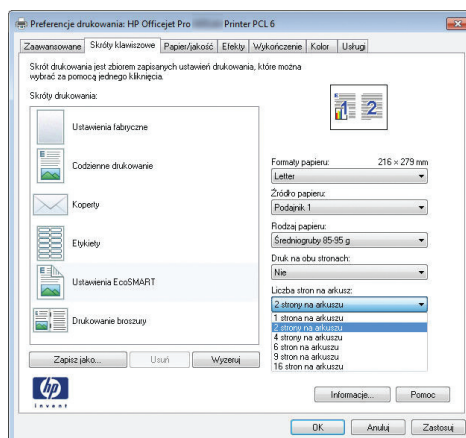 Preferencje drukowania: HP Officejet Pro Printer PCL 6
Zaawansowane Skróty klawiszowe Papier/jakość Efekty Wykończenie Kolor Usługi
Skrót drukowania jest zbiorem zapisanych ustawień drukowania, które można
wybrać za pomocą jednego kliknięcia.
Skróty drukowania:
Ustawienia fabryczne
Codzienne drukowanie
Koperty
Etykiety
Ustawienia EcoSMART
Drukowanie broszury
Zapisz jako... Usuń Wyzeruj
1 2
Formaty papieru: 216 × 279 mm
Letter
Źródło papieru:
Podajnik 1
Rodzaj papieru:
Średniogruby 85-95 g
Druk na obu stronach:
Nie
Liczba stron na arkusz:
2 strony na arkuszu
1 strona na arkuszu
2 strony na arkuszu
4 strony na arkuszu
6 stron na arkuszu
9 stron na arkuszu
16 stron na arkuszu
hp
invent
Informacje... Pomoc
OK Anuluj Zastosuj